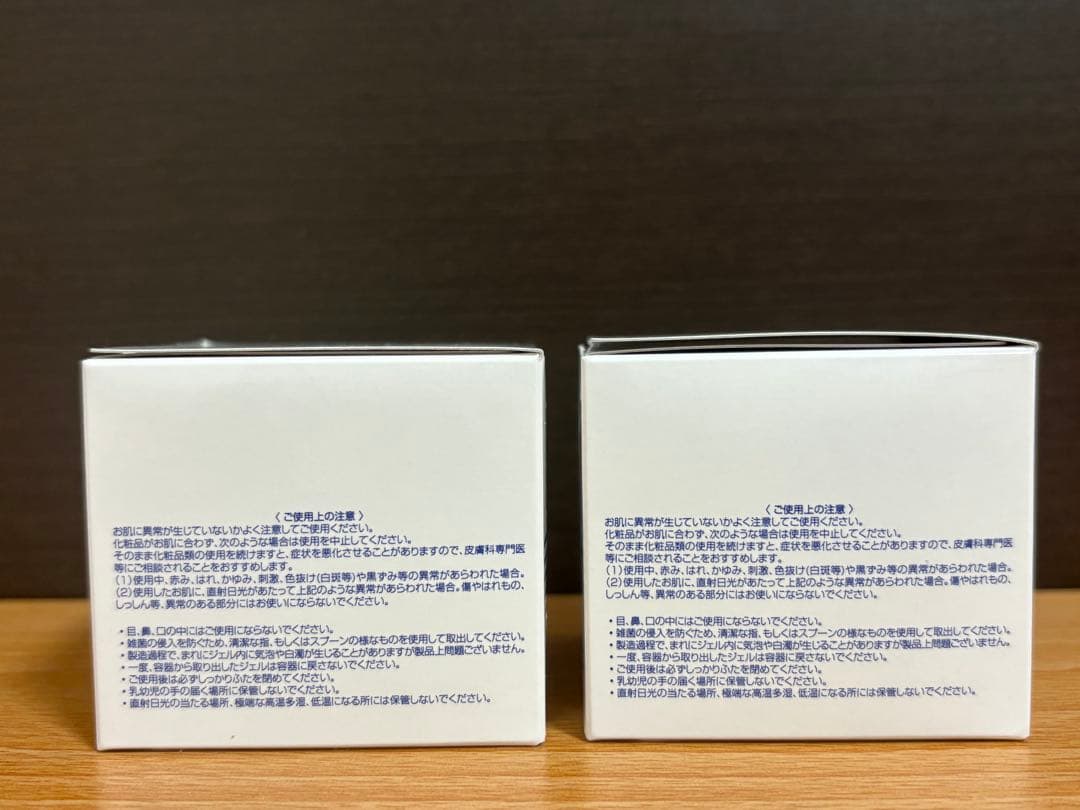 〈 ご使用上の注意 〉
お肌に異常が生じていないかよく注意してご使用ください。
化粧品がお肌に合わず、次のような場合は使用を中止してください。
そのまま化粧品類の使用を続けますと、症状を悪化させることがありますので、皮膚科専門医
等にご相談されることをおすすめします。
(1)使用中、赤み、はれ、かゆみ、刺激、色抜け(白斑等)や黒ずみ等の異常があらわれた場合。
(2)使用したお肌に、直射日光があたって上記のような異常があらわれた場合。傷やはれもの、
しっしん等、異常のある部分にはお使いにならないでください。
・目、鼻、口の中にはご使用にならないでください。
・雑菌の侵入を防ぐため、清潔な指、もしくはスプーンの様なものを使用して取出してください。
・製造過程で、まれにジェル内に気泡や白濁が生じることがありますが製品上問題ございません。
・一度、容器から取り出したジェルは容器に戻さないでください。
・ご使用後は必ずしっかりふたを閉めてください。
・乳幼児の手の届く場所に保管しないでください。
・直射日光の当たる場所、極端な高温多湿、低温になる所には保管しないでください。
〈 ご使用上の注意 〉
お肌に異常が生じていないかよく注意してご使用ください。
化粧品がお肌に合わず、次のような場合は使用を中止してください。
そのまま化粧品類の使用を続けますと、症状を悪化させることがありますので、皮膚科専門医
等にご相談されることをおすすめします。
(1)使用中、赤み、はれ、かゆみ、刺激、色抜け(白斑等)や黒ずみ等の異常があらわれた場合。
(2)使用したお肌に、直射日光があたって上記のような異常があらわれた場合。傷やはれもの、
しっしん等、異常のある部分にはお使いにならないでください。
・目、鼻、口の中にはご使用にならないでください。
・雑菌の侵入を防ぐため、清潔な指、もしくはスプーンの様なものを使用して取出してください。
・製造過程で、まれにジェル内に気泡や白濁が生じることがありますが製品上問題ございません。
・一度、容器から取り出したジェルは容器に戻さないでください。
・ご使用後は必ずしっかりふたを閉めてください。
・乳幼児の手の届く場所に保管しないでください。
・直射日光の当たる場所、極端な高温多湿、低温になる所には保管しないでください。